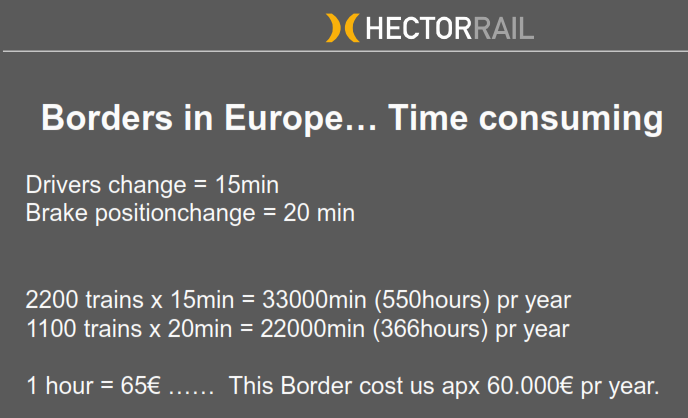 HECTORRAIL
Borders in Europe... Time consuming
Drivers change = 15min
Brake positionchange = 20 min
2200 trains x 15min = 33000min (550hours) pr year
1100 trains x 20min = 22000min (366hours) pr year
1 hour = 65€ ...... This Border cost us apx 60.000€ pr year.